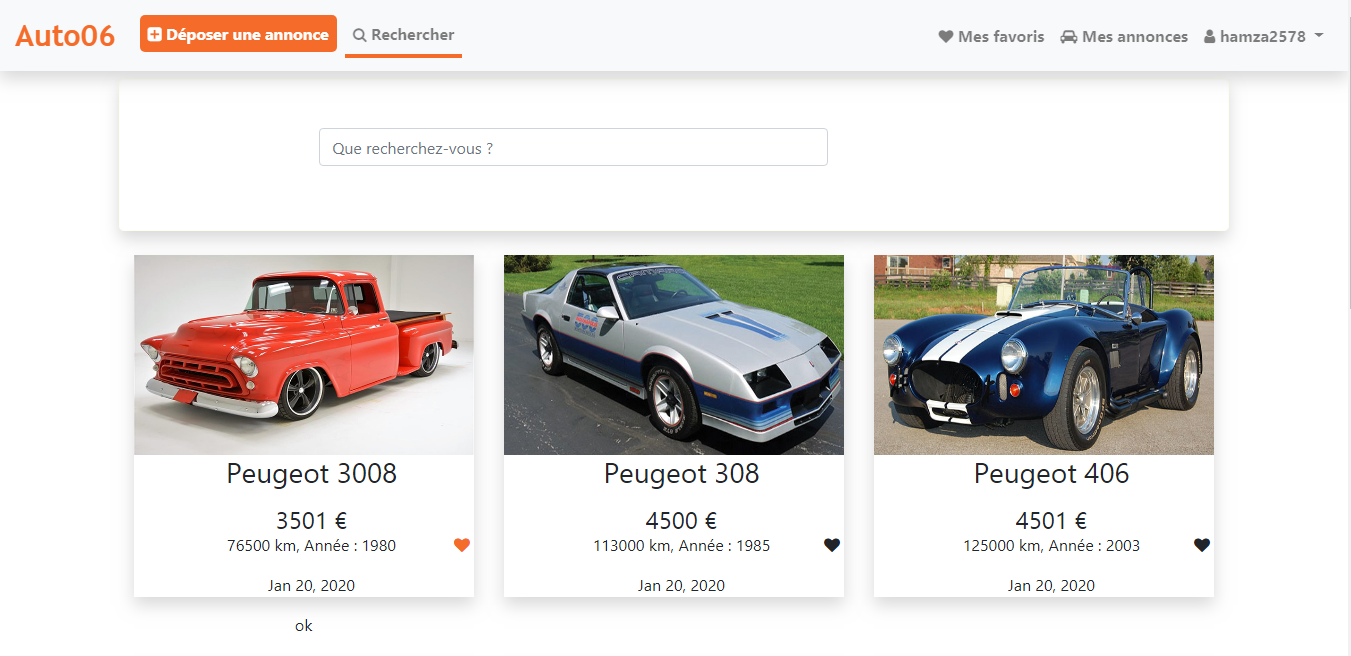 Auto06
Déposer une annonce
Rechercher
Mes favoris
Mes annonces
hamza2578
Que recherchez-vous ?
Peugeot 3008
3501 €
76500 km, Année : 1980
Jan 20, 2020
ok
Peugeot 308
4500 €
113000 km, Année : 1985
Jan 20, 2020
Peugeot 406
4501 €
125000 km, Année : 2003
Jan 20, 2020